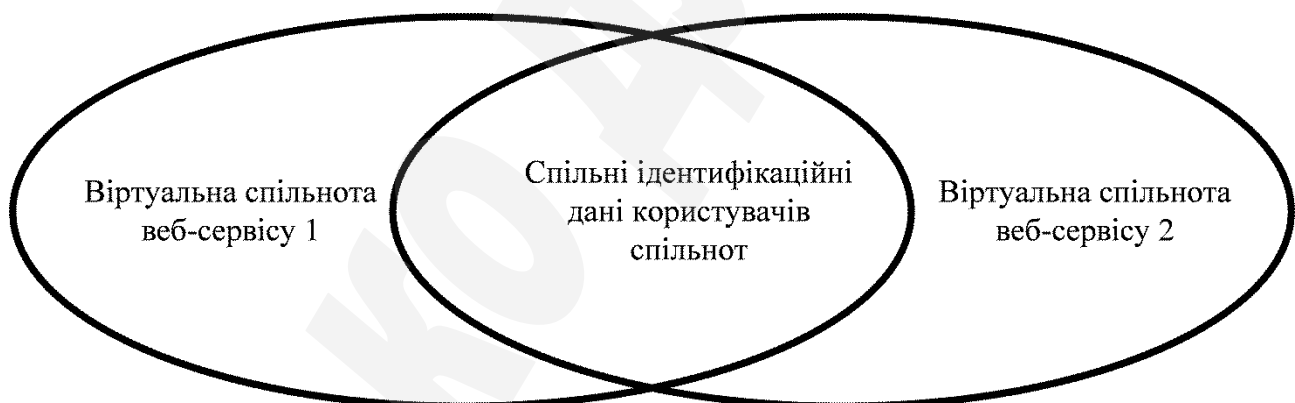 Віртуальна спільнота
веб-сервісу 1
Спільні ідентифікаційні
дані користувачів
спільнот
Віртуальна спільнота
веб-сервісу 2